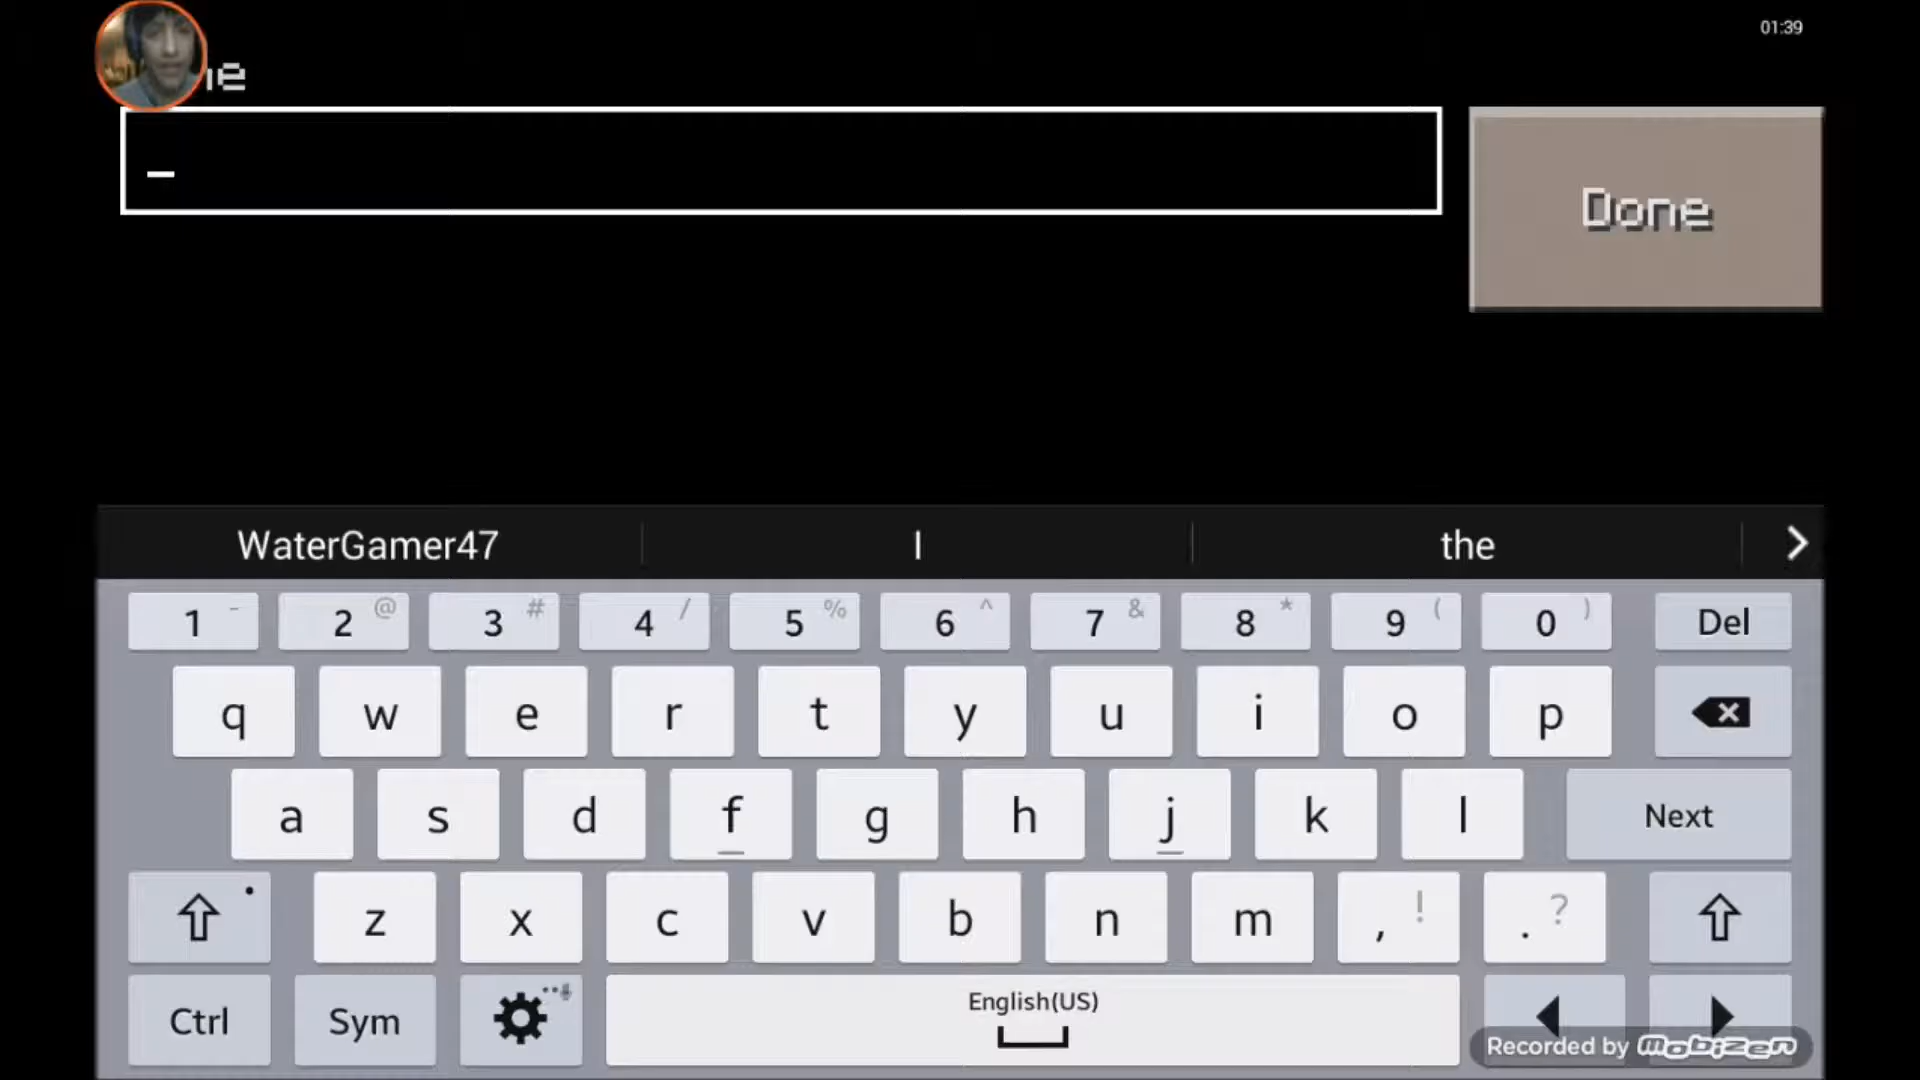 01:39
ne
_
Done
WaterGamer47 I the
1 - 2 @ 3 # 4 / 5 % 6 ^ 7 & 8 * 9 ( 0 ) Del
q w e r t y u i o p
a s d f g h j k l Next
z x c v b n m , ! . ?
Ctrl Sym English(US)
Recorded by mobizen